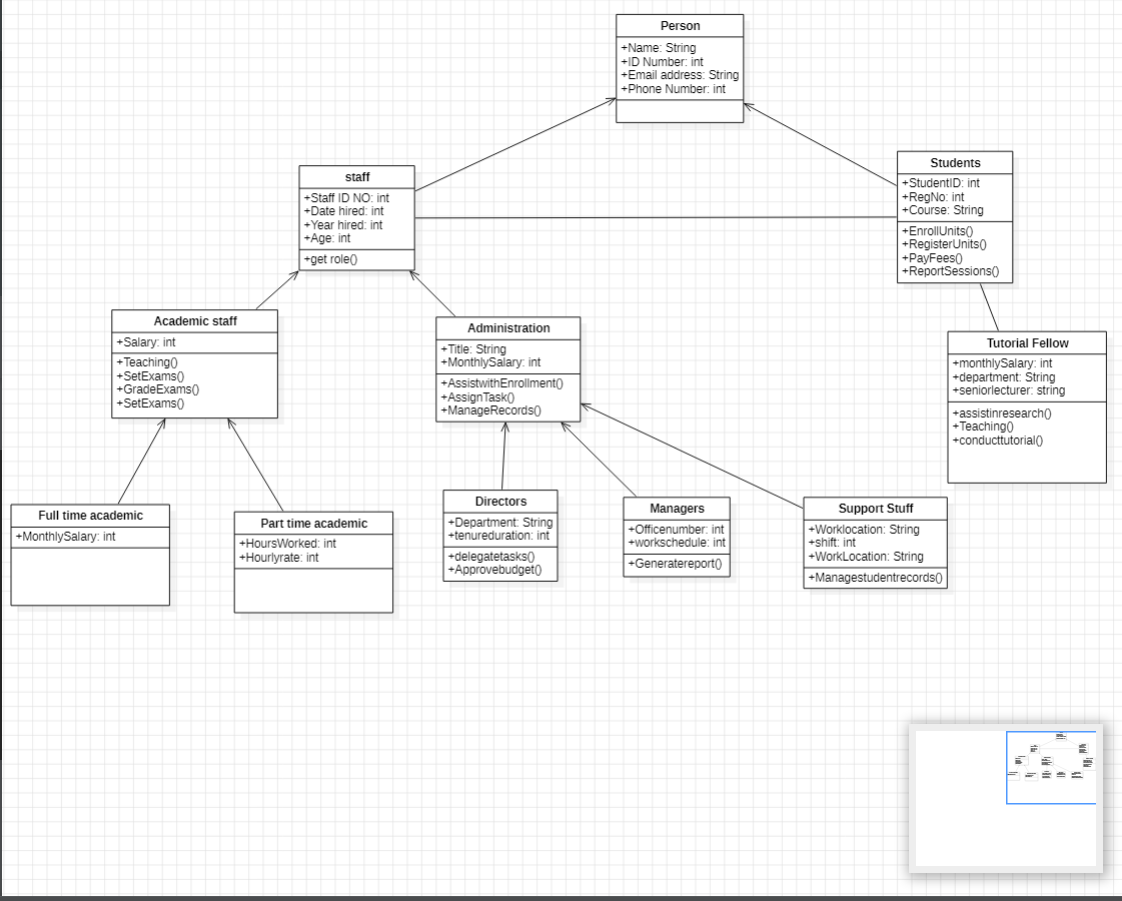 Person
+Name: String
+ID Number: int
+Email address: String
+Phone Number: int
staff
+Staff ID NO: int
+Date hired: int
+Year hired: int
+Age: int
+get role()
Students
+StudentID: int
+RegNo: int
+Course: String
+EnrollUnits()
+RegisterUnits()
+PayFees()
+ReportSessions()
Academic staff
+Salary: int
+Teaching()
+SetExams()
+GradeExams()
+SetExams()
Administration
+Title: String
+MonthlySalary: int
+AssistwithEnrollment()
+AssignTask()
+ManageRecords()
Tutorial Fellow
+monthlySalary: int
+department: String
+seniorlecturer: string
+assistinresearch()
+Teaching()
+conducttutorial()
Full time academic
+MonthlySalary: int
Part time academic
+HoursWorked: int
+Hourlyrate: int
Directors
+Department: String
+tenureduration: int
+delegatetasks()
+Approvebudget()
Managers
+Officenumber: int
+workschedule: int
+Generatereport()
Support Stuff
+Worklocation: String
+shift: int
+WorkLocation: String
+Managestudentrecords()